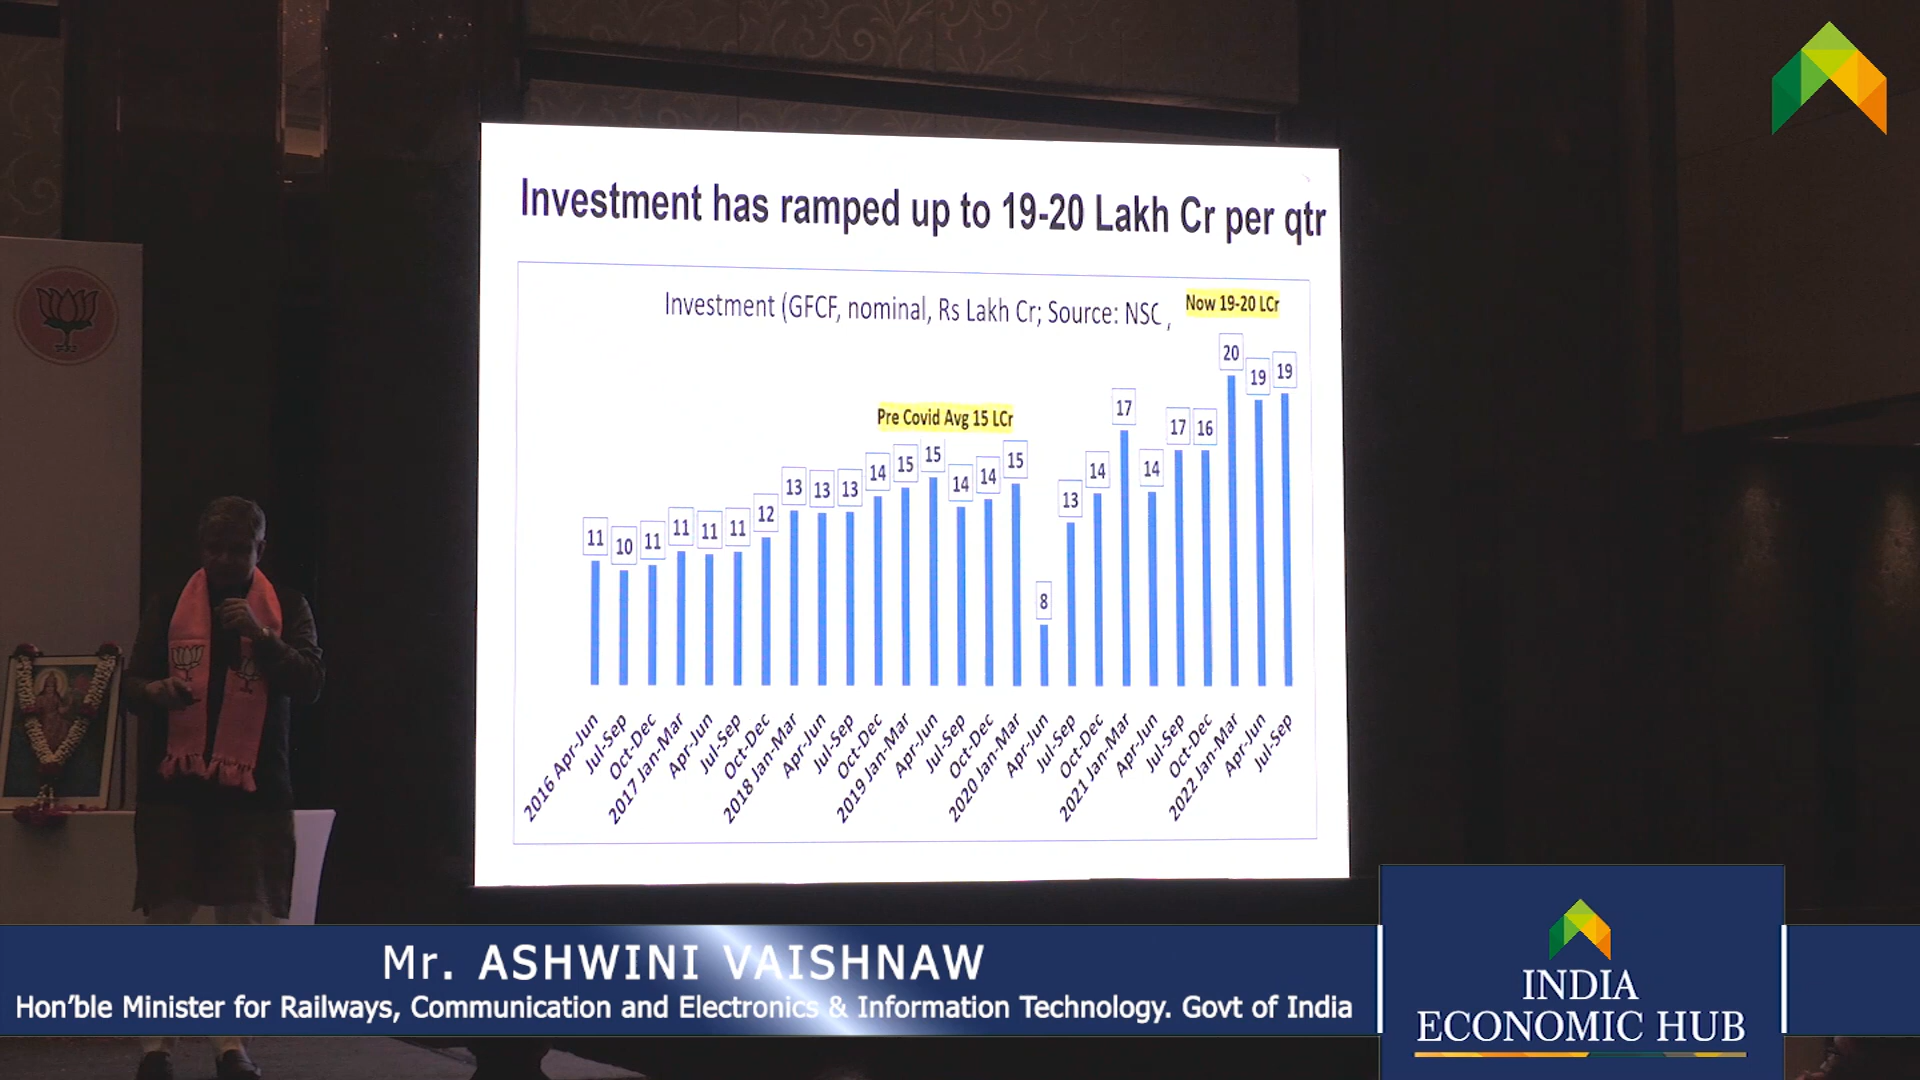 Investment has ramped up to 19-20 Lakh Cr per qtr
Investment (GFCF, nominal, Rs Lakh Cr; Source: NSC ,
Now 19-20 LCr
Pre Covid Avg 15 LCr
11
10
11
11
11
11
12
13
13
13
14
15
15
14
14
15
8
13
14
17
14
17
16
20
19
19
2016 Apr-Jun
Jul-Sep
Oct-Dec
2017 Jan-Mar
Apr-Jun
Jul-Sep
Oct-Dec
2018 Jan-Mar
Apr-Jun
Jul-Sep
Oct-Dec
2019 Jan-Mar
Apr-Jun
Jul-Sep
Oct-Dec
2020 Jan-Mar
Apr-Jun
Jul-Sep
Oct-Dec
2021 Jan-Mar
Apr-Jun
Jul-Sep
Oct-Dec
2022 Jan-Mar
Apr-Jun
Jul-Sep
Mr. ASHWINI VAISHNAW
Hon'ble Minister for Railways, Communication and Electronics & Information Technology. Govt of India
INDIA
ECONOMIC HUB